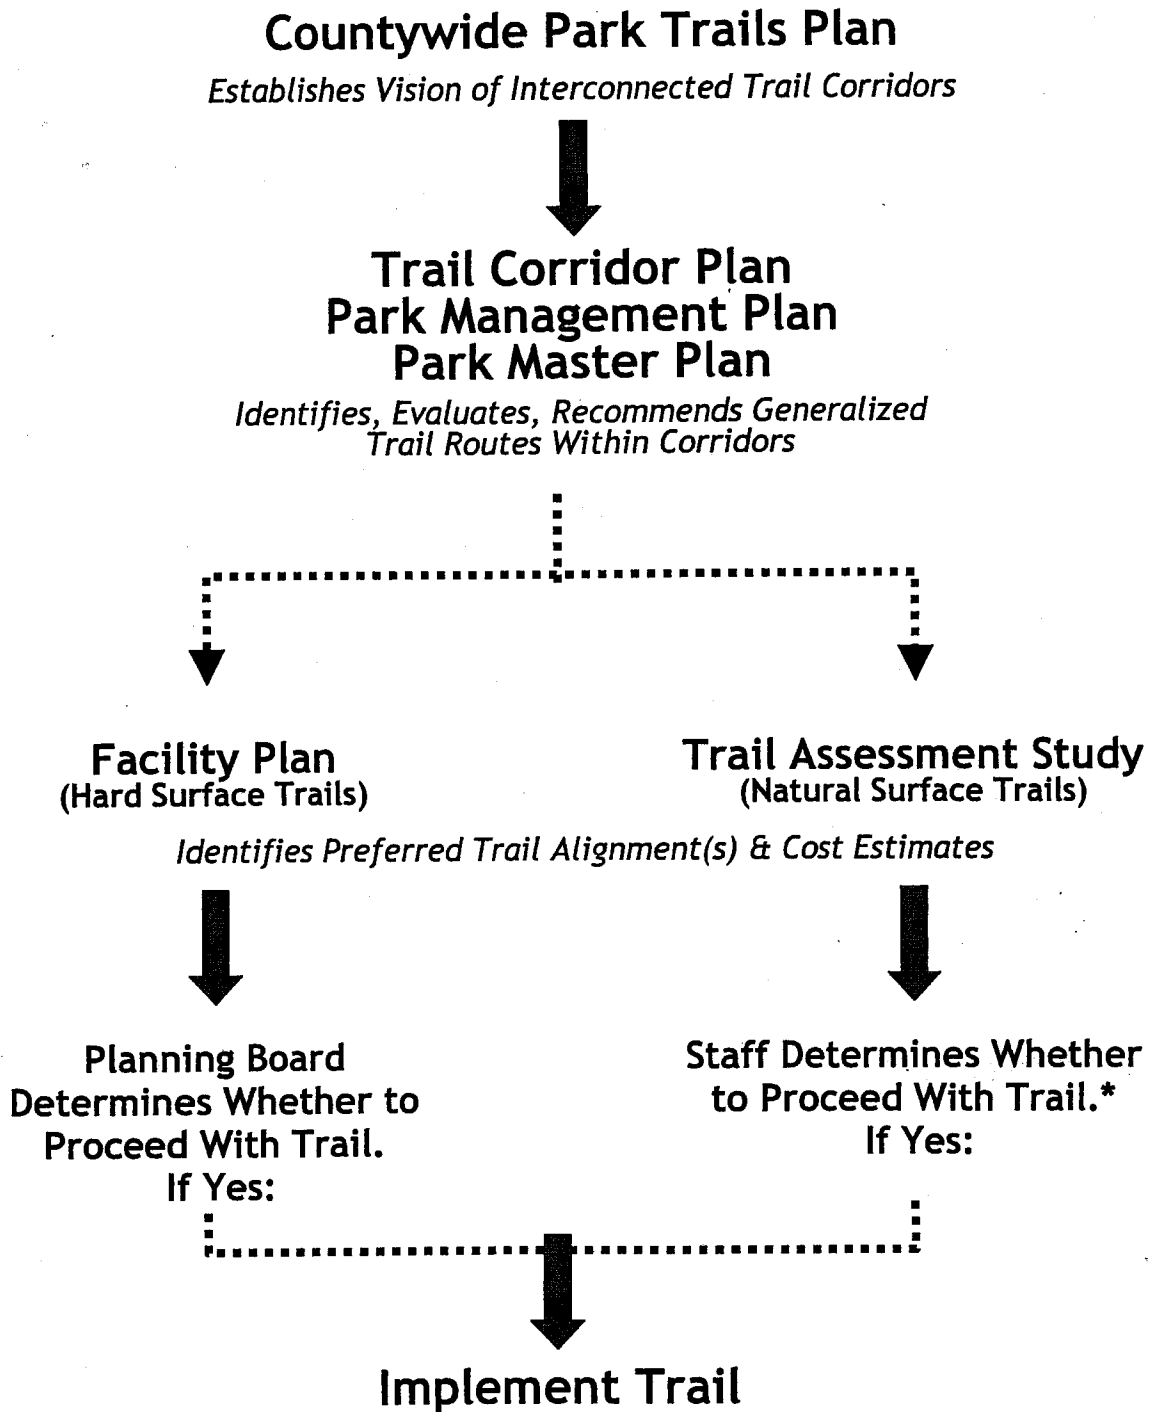 Countywide Park Trails Plan
Establishes Vision of Interconnected Trail Corridors
Trail Corridor Plan
Park Management Plan
Park Master Plan
Identifies, Evaluates, Recommends Generalized
Trail Routes Within Corridors
Facility Plan
(Hard Surface Trails)
Trail Assessment Study
(Natural Surface Trails)
Identifies Preferred Trail Alignment(s) & Cost Estimates
Planning Board
Determines Whether to
Proceed With Trail.
If Yes:
Staff Determines Whether
to Proceed With Trail.*
If Yes:
Implement Trail